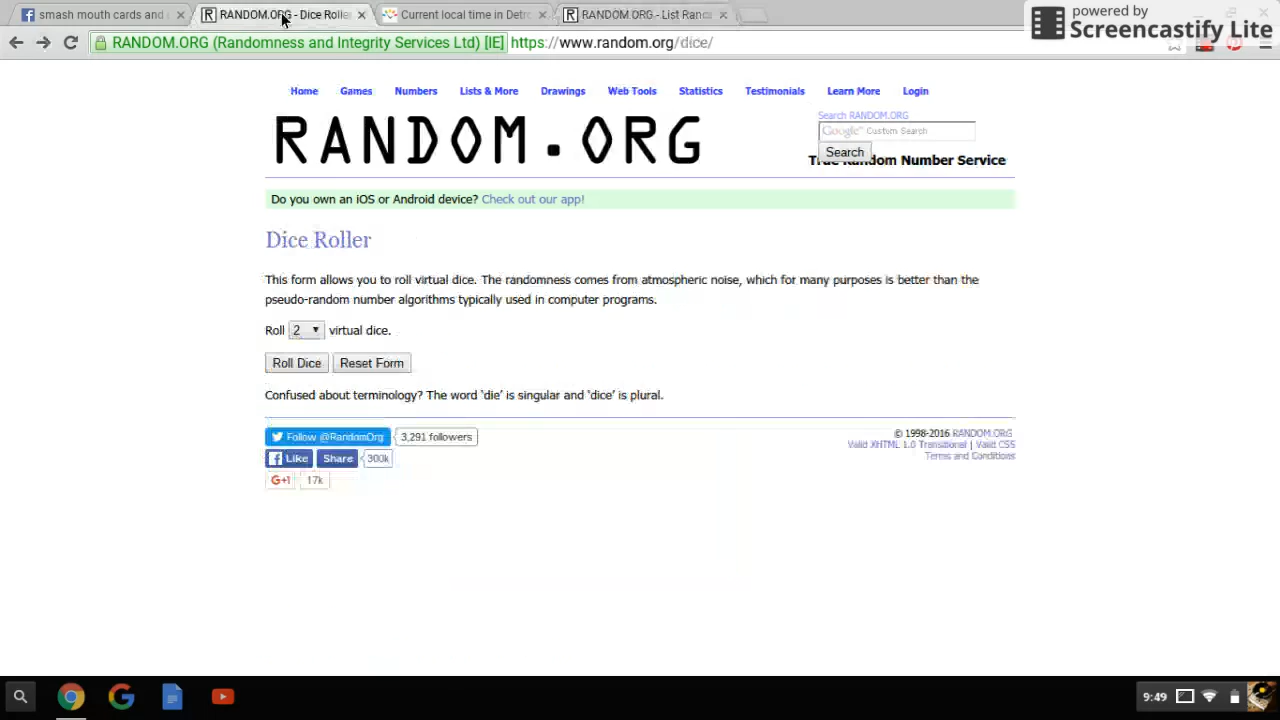 smash mouth cards and
RANDOM.ORG - Dice Roller
Current local time in Detro
RANDOM.ORG - List Rand
powered by
Screencastify Lite
RANDOM.ORG (Randomness and Integrity Services Ltd) [IE] https://www.random.org/dice/
Home Games Numbers Lists & More Drawings Web Tools Statistics Testimonials Learn More Login
RANDOM.ORG
Search RANDOM.ORG
Google™ Custom Search
Search
True Random Number Service
Do you own an iOS or Android device? Check out our app!
Dice Roller
This form allows you to roll virtual dice. The randomness comes from atmospheric noise, which for many purposes is better than the
pseudo-random number algorithms typically used in computer programs.
Roll 2 virtual dice.
Roll Dice Reset Form
Confused about terminology? The word 'die' is singular and 'dice' is plural.
Follow @RandomOrg 3,291 followers
Like Share 300k
G+1 17k
© 1998-2016 RANDOM.ORG
Valid XHTML 1.0 Transitional | Valid CSS
Terms and Conditions
9:49